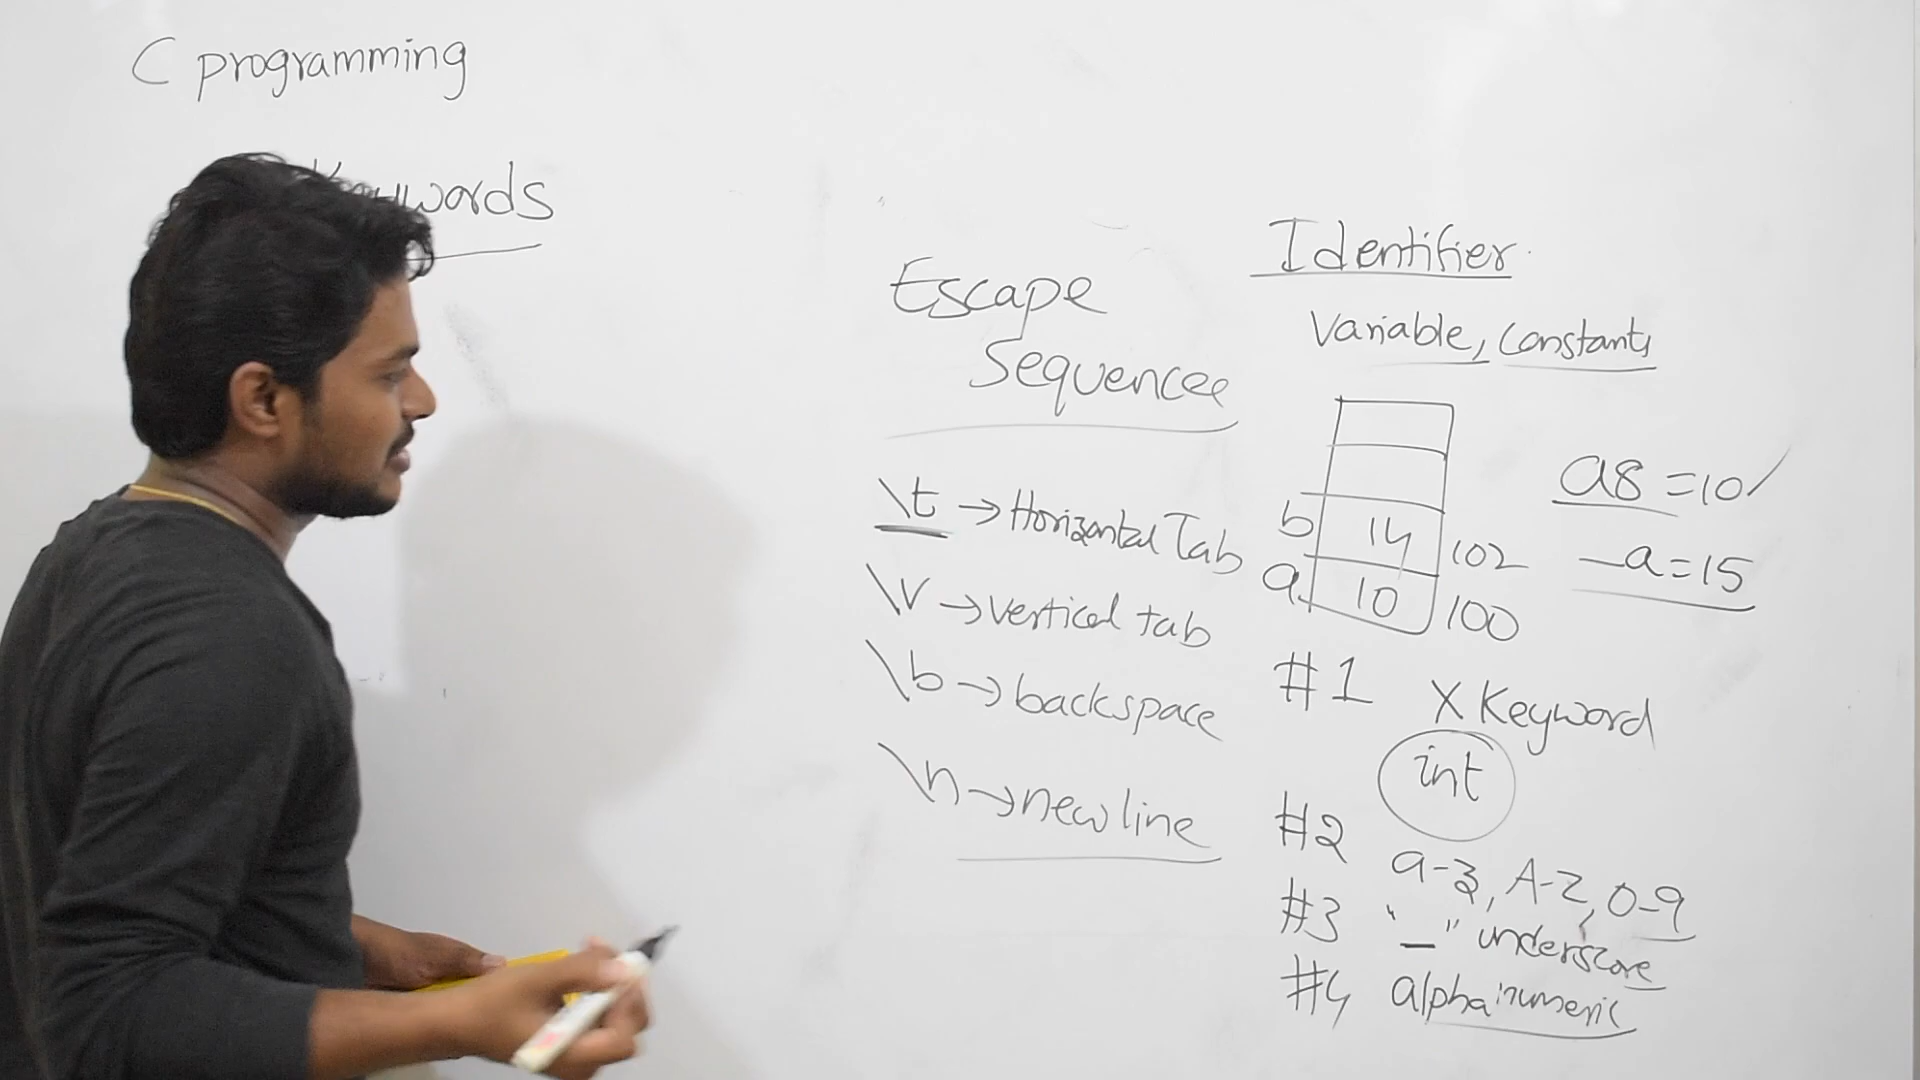 C programming
Keywords
Escape
Sequence
\t → Horizontal Tab
\v → vertical tab
\b → backspace
\n → new line
Identifier
Variable, Constants
b 14 102
a 10 100
a8 = 10 ✓
_a = 15
#1 X Keyword
int
#2 a-z, A-Z, 0-9
#3 "_" underscore
#4 alphanumeric